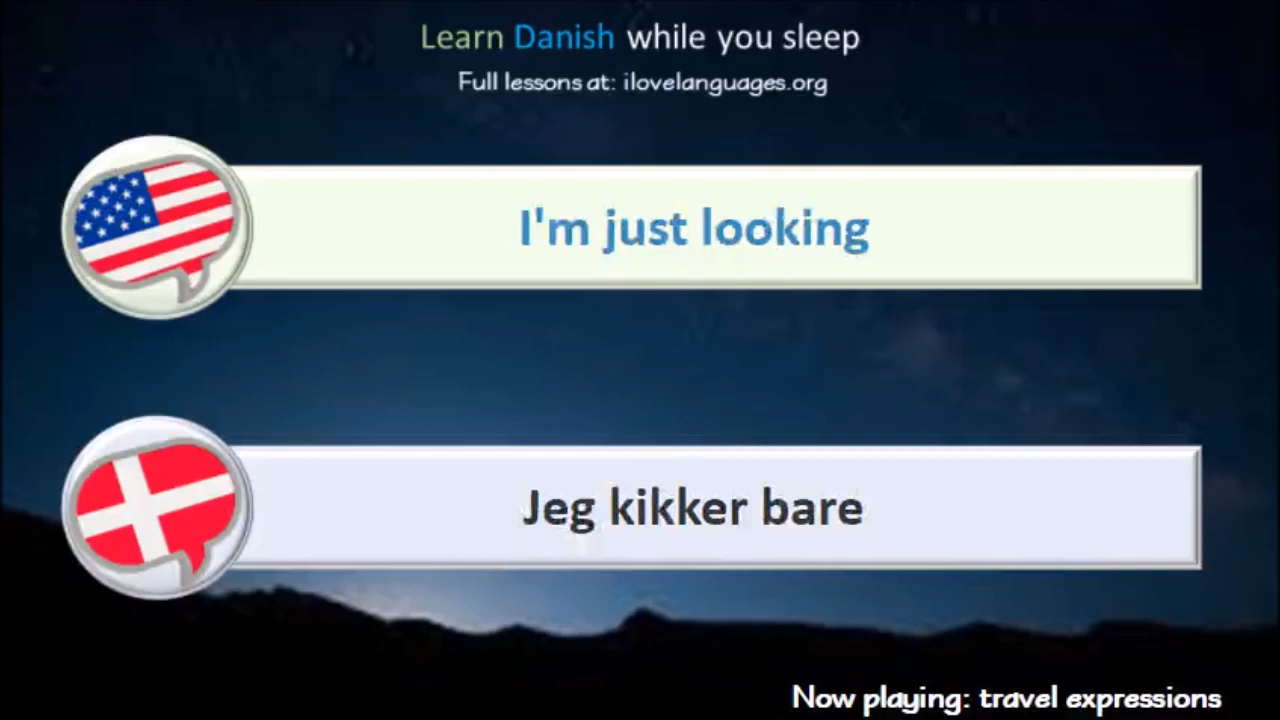 Learn Danish while you sleep
Full lessons at: ilovelanguages.org
I'm just looking
Jeg kikker bare
Now playing: travel expressions